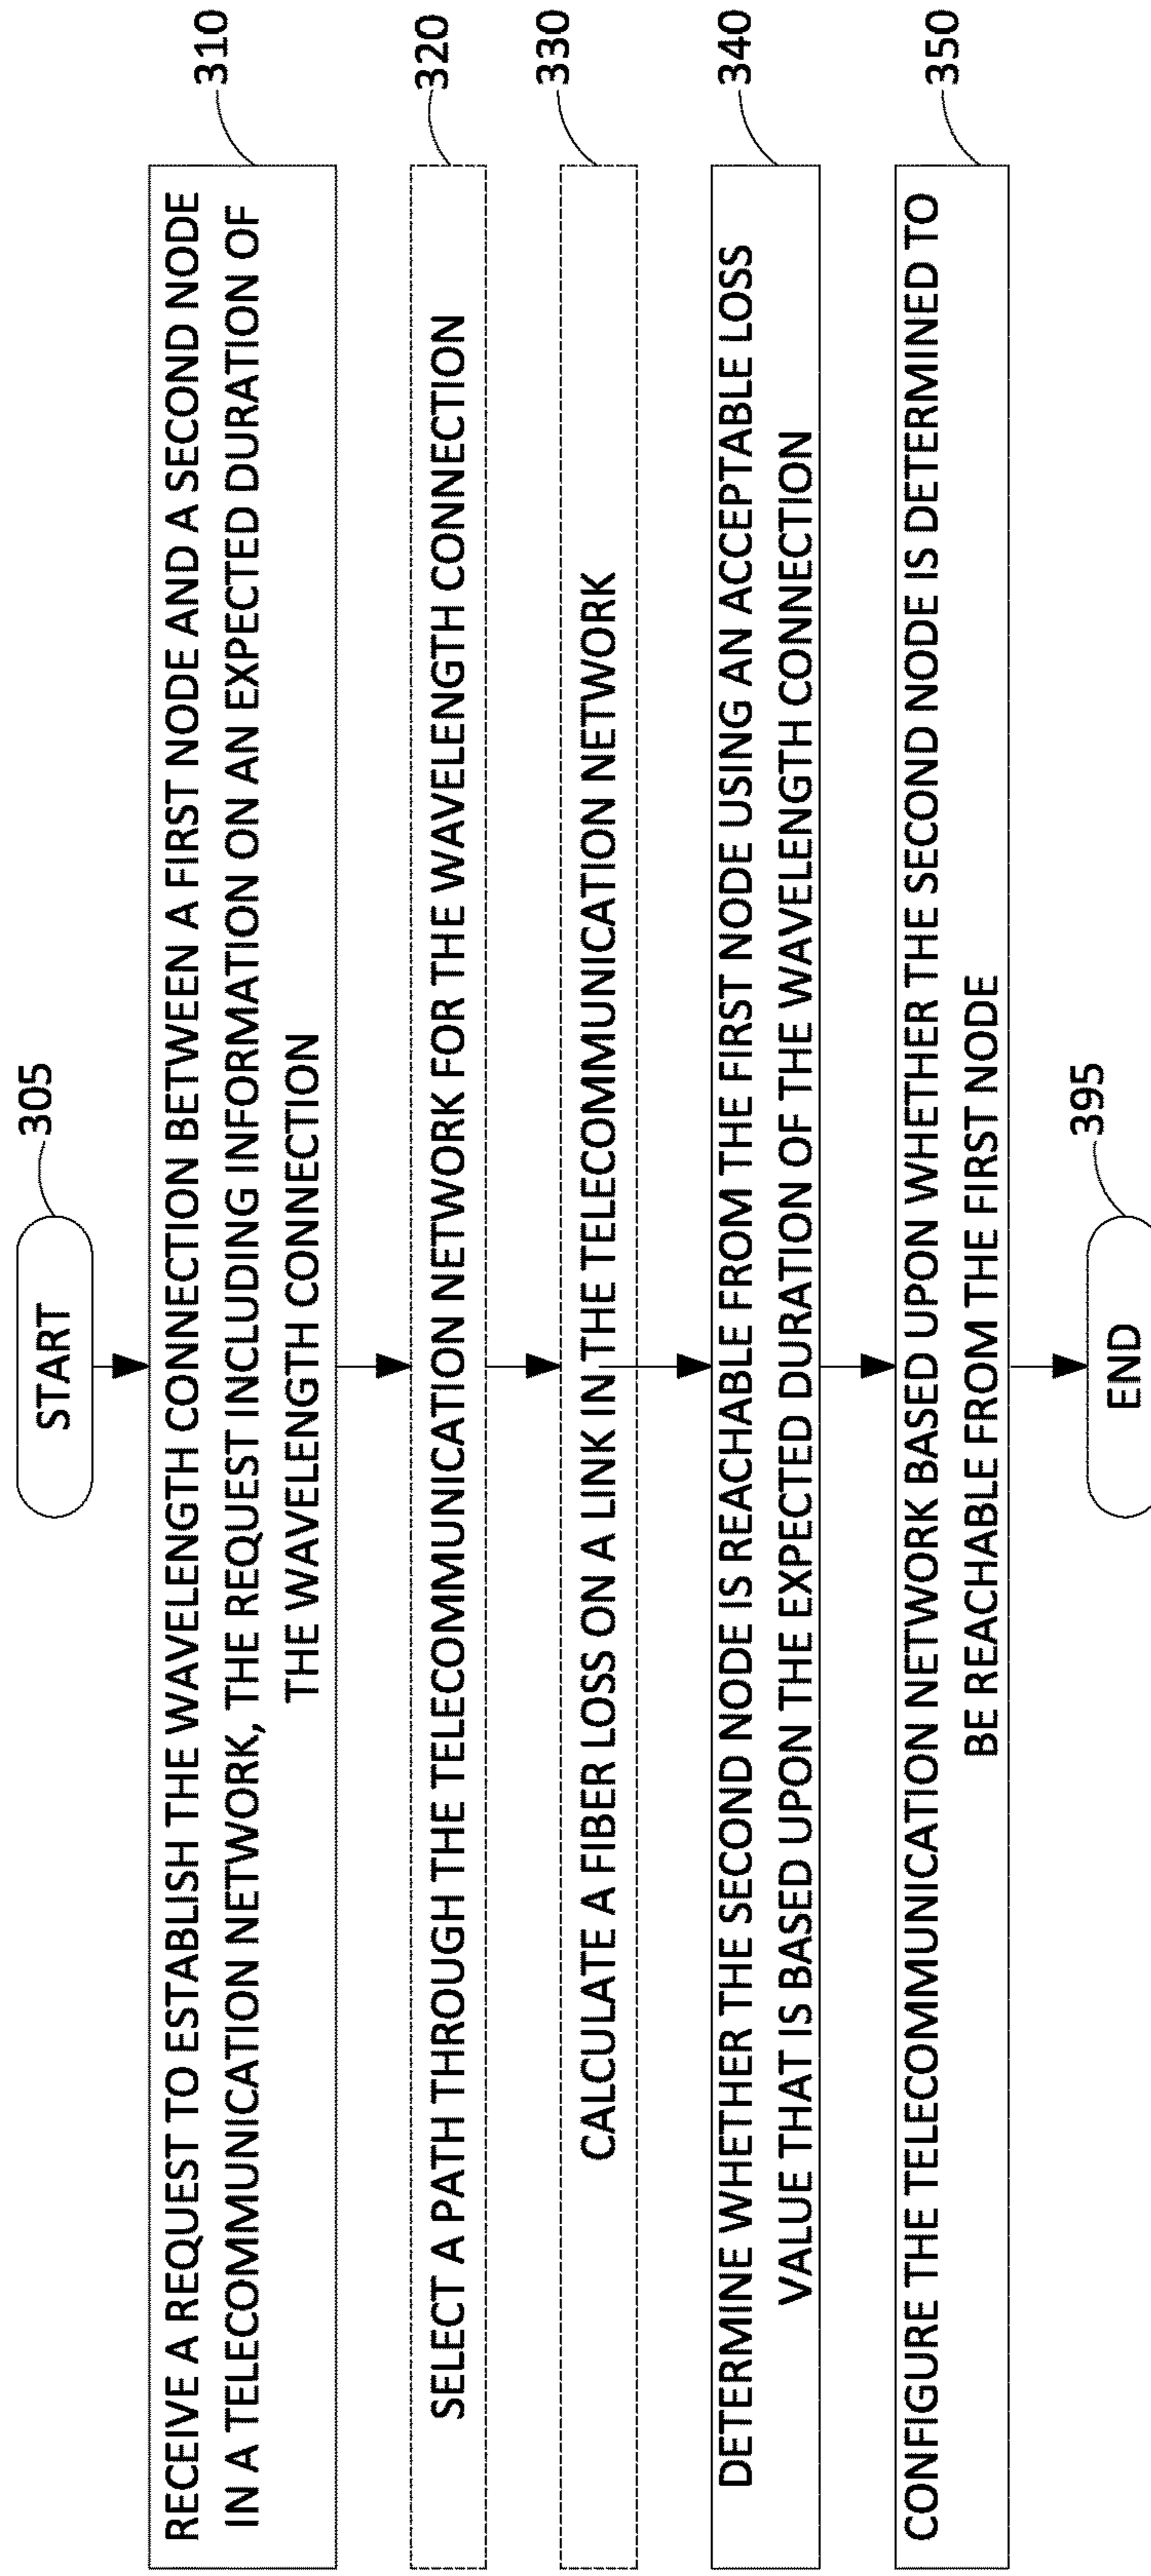 START
305
RECEIVE A REQUEST TO ESTABLISH THE WAVELENGTH CONNECTION BETWEEN A FIRST NODE AND A SECOND NODE
IN A TELECOMMUNICATION NETWORK, THE REQUEST INCLUDING INFORMATION ON AN EXPECTED DURATION OF
THE WAVELENGTH CONNECTION
310
SELECT A PATH THROUGH THE TELECOMMUNICATION NETWORK FOR THE WAVELENGTH CONNECTION
320
CALCULATE A FIBER LOSS ON A LINK IN THE TELECOMMUNICATION NETWORK
330
DETERMINE WHETHER THE SECOND NODE IS REACHABLE FROM THE FIRST NODE USING AN ACCEPTABLE LOSS
VALUE THAT IS BASED UPON THE EXPECTED DURATION OF THE WAVELENGTH CONNECTION
340
CONFIGURE THE TELECOMMUNICATION NETWORK BASED UPON WHETHER THE SECOND NODE IS DETERMINED TO
BE REACHABLE FROM THE FIRST NODE
350
END
395